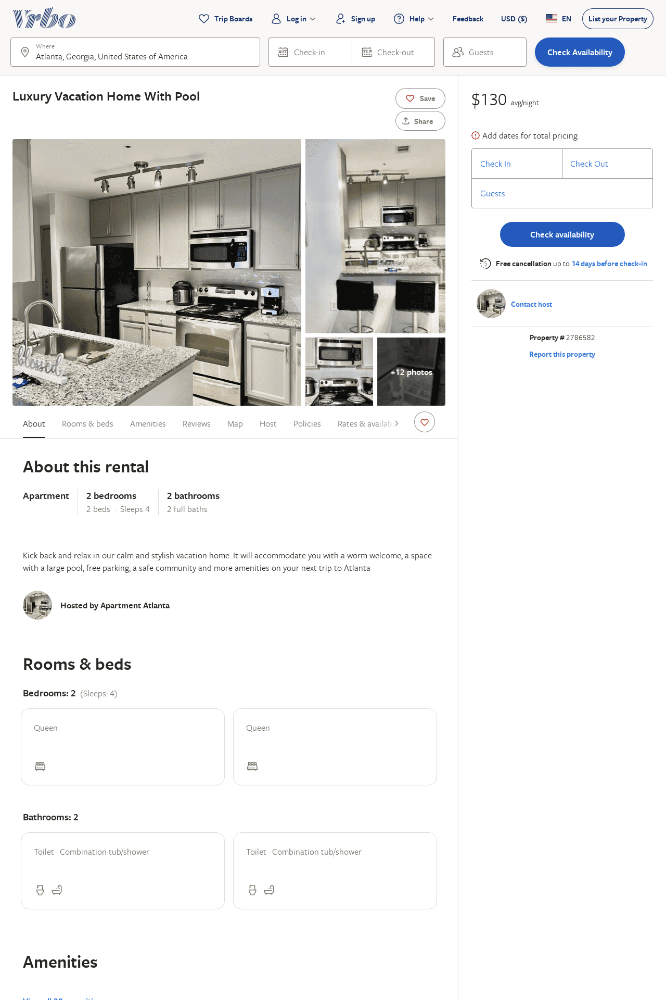 Vrbo
Trip Boards
Log in
Sign up
Help
Feedback
USD ($)
EN
List your Property
Where
Atlanta, Georgia, United States of America
Check-in
Check-out
Guests
Check Availability
Luxury Vacation Home With Pool
Save
Share
blessed
+12 photos
$130 avg/night
Add dates for total pricing
Check In
Check Out
Guests
Check availability
Free cancellation up to 14 days before check-in
Contact host
Property # 2786582
Report this property
About
Rooms & beds
Amenities
Reviews
Map
Host
Policies
Rates & availabi
About this rental
Apartment
2 bedrooms
2 beds · Sleeps 4
2 bathrooms
2 full baths
Kick back and relax in our calm and stylish vacation home. It will accommodate you with a worm welcome, a space
with a large pool, free parking, a safe community and more amenities on your next trip to Atlanta
Hosted by Apartment Atlanta
Rooms & beds
Bedrooms: 2 (Sleeps: 4)
Queen
Queen
Bathrooms: 2
Toilet · Combination tub/shower
Toilet · Combination tub/shower
Amenities